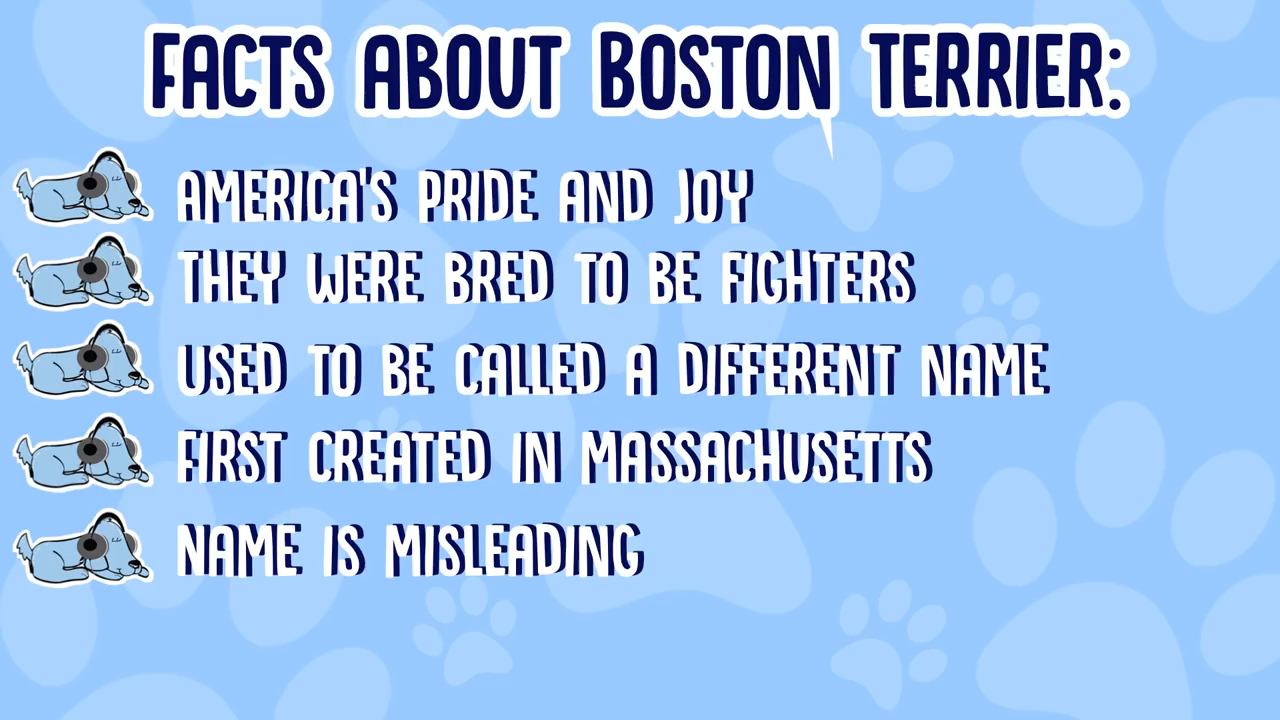 FACTS ABOUT BOSTON TERRIER:
AMERICA'S PRIDE AND JOY
THEY WERE BRED TO BE FIGHTERS
USED TO BE CALLED A DIFFERENT NAME
FIRST CREATED IN MASSACHUSETTS
NAME IS MISLEADING